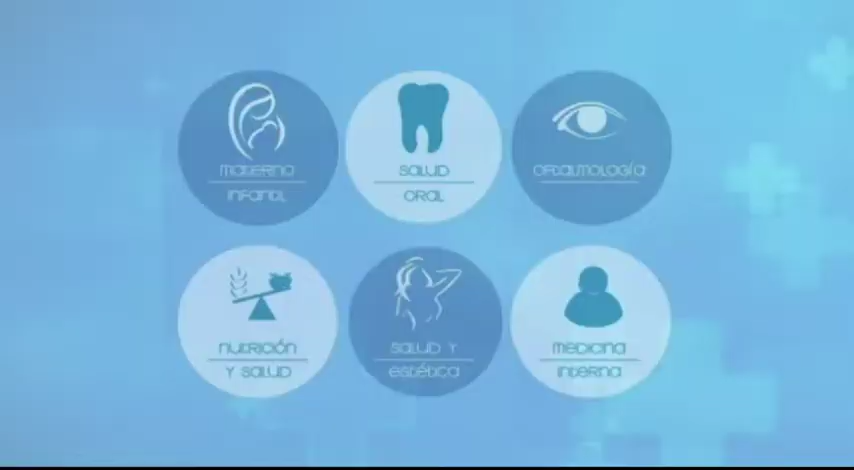 materno
infantil
salud
oral
oftalmología
nutrición
y salud
salud y
estética
medicina
interna